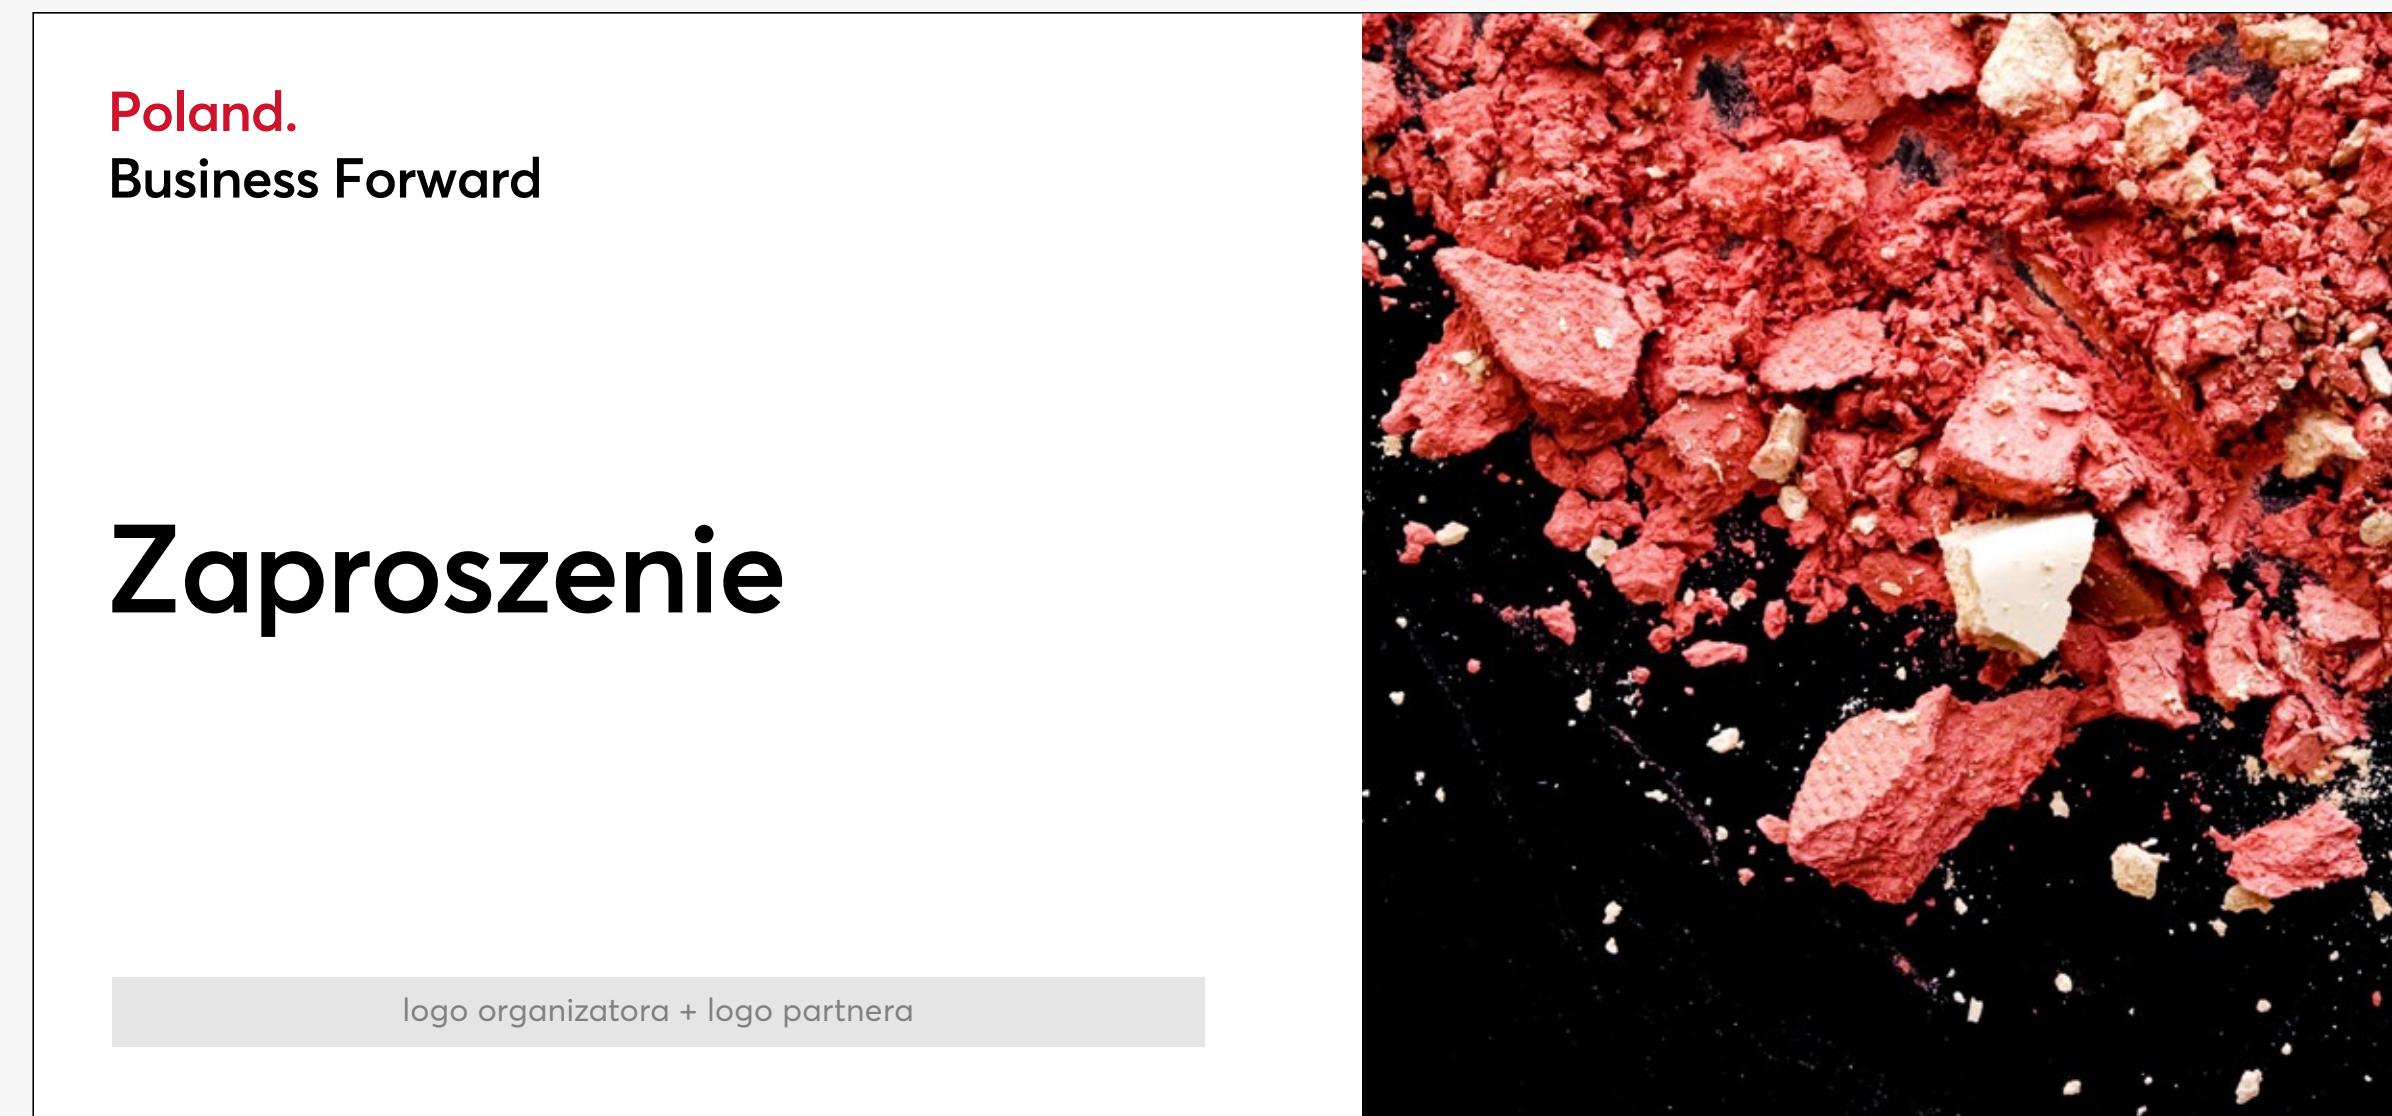 Poland.
Business Forward
Zaproszenie
logo organizatora + logo partnera